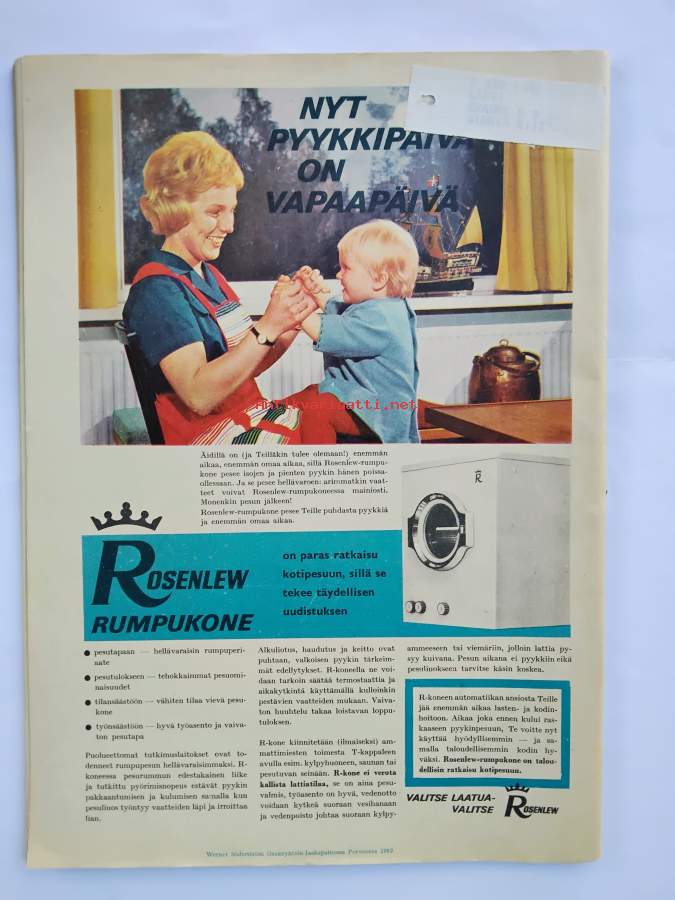 NYT
PYYKKIPÄIVÄ
ON
VAPAAPÄIVÄ
antikvariaatti.net
Äidillä on (ja Teilläkin tulee olemaan!) enemmän
aikaa, enemmän omaa aikaa, sillä Rosenlew-rumpu-
kone pesee isojen ja pienten pyykin hänen poissa-
ollessaan. Ja se pesee hellävaroen: arimmatkin vaat-
teet voivat Rosenlew-rumpukoneessa mainiosti.
Monenkin pesun jälkeen!
Rosenlew-rumpukone pesee Teille puhdasta pyykkiä
ja enemmän omaa aikaa.
R
ROSENLEW
RUMPUKONE
on paras ratkaisu
kotipesuun, sillä se
tekee täydellisen
uudistuksen
● pesutapaan — hellävaraisin rumpuperi-
aate
● pesutulokseen — tehokkaimmat pesuomi-
naisuudet
● tilansäästöön — vähiten tilaa vievä pesu-
kone
● työnsäästöön — hyvä työasento ja vaiva-
ton pesutapa
Puolueettomat tutkimuslaitokset ovat to-
denneet rumpupesun hellävaraisimmaksi. R-
koneessa pesurummun edestakainen liike
ja tutkittu pyörimisnopeus estävät pyykin
pakkaantumisen ja kulumisen samalla kun
pesuliuos työntyy vaatteiden läpi ja irroittaa
lian.
Alkuliotus, haudutus ja keitto ovat
puhtaan, valkoisen pyykin tärkeim-
mät edellytykset. R-koneella ne voi-
daan tarkoin säätää termostaattia ja
aikakytkintä käyttämällä kulloinkin
pestävien vaatteiden mukaan. Vaiva-
ton huuhtelu takaa loistavan loppu-
tuloksen.
R-kone kiinnitetään (ilmaiseksi) am-
mattimiesten toimesta T-kappaleen
avulla esim. kylpyhuoneen, saunan tai
pesutuvan seinään. R-kone ei verota
kallista lattiatilaa, se on aina pesu-
valmis, työasento on hyvä, vedenotto
voidaan kytkeä suoraan vesihanaan
ja vedenpoisto johtaa suoraan kylpy-
ammeeseen tai viemäriin, jolloin lattia py-
syy kuivana. Pesun aikana ei pyykkiin eikä
pesuliuokseen tarvitse käsin koskea.
R-koneen automatiikan ansiosta Teille
jää enemmän aikaa lasten- ja kodin-
hoitoon. Aikaa joka ennen kului ras-
kaaseen pyykinpesuun, Te voitte nyt
käyttää hyödyllisemmin — ja sa-
malla taloudellisemmin kodin hy-
väksi. Rosenlew-rumpukone on talou-
dellisin ratkaisu kotipesuun.
VALITSE LAATUA-
VALITSE ROSENLEW
Werner Söderström Osakeyhtiön laakapainossa Porvoossa 1962